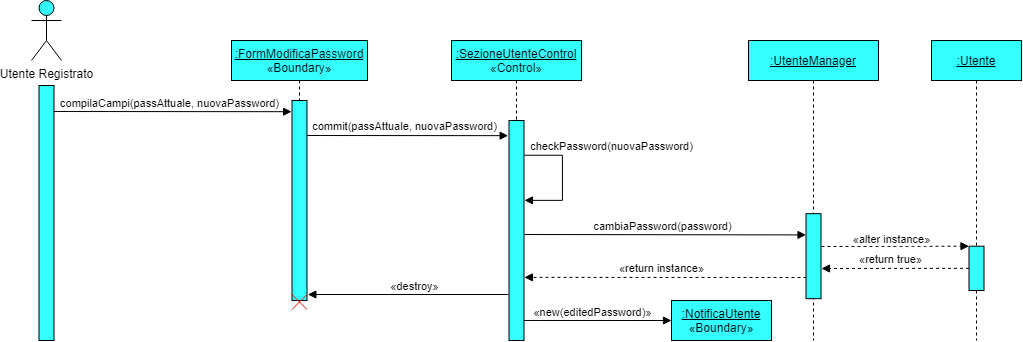 Utente Registrato
:FormModificaPassword
«Boundary»
:SezioneUtenteControl
«Control»
:UtenteManager
:Utente
compilaCampi(passAttuale, nuovaPassword)
commit(passAttuale, nuovaPassword)
checkPassword(nuovaPassword)
cambiaPassword(password)
«alter instance»
«return true»
«return instance»
«destroy»
«new(editedPassword)»
:NotificaUtente
«Boundary»